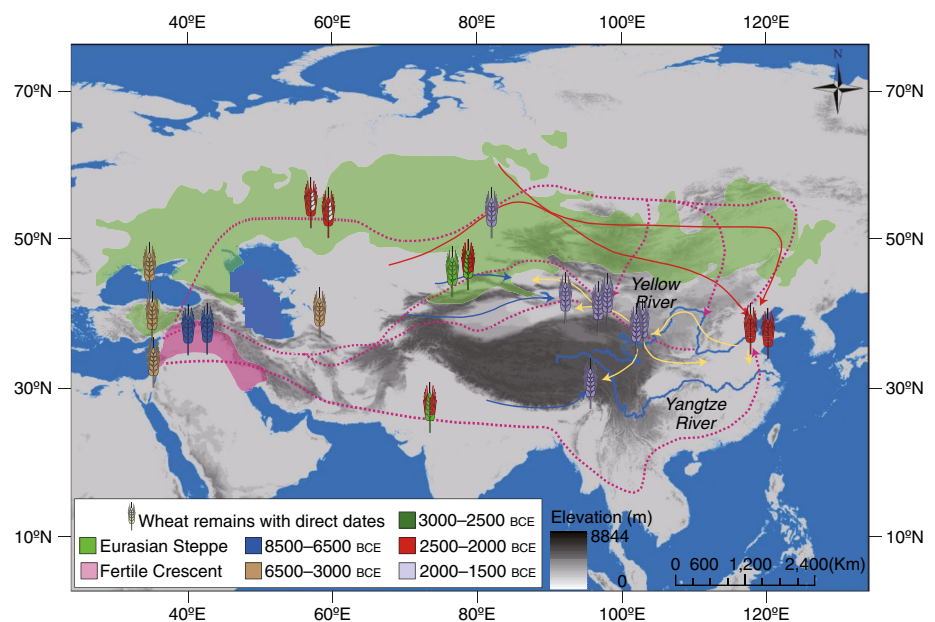 40ºE 60ºE 80ºE 100ºE 120ºE
N
70ºN 70ºN
50ºN 50ºN
Yellow
River
30ºN 30ºN
Yangtze
River
Wheat remains with direct dates
3000–2500 BCE
Eurasian Steppe
8500–6500 BCE
2500–2000 BCE
Fertile Crescent
6500–3000 BCE
2000–1500 BCE
Elevation (m)
8844
0
0 600 1,200 2,400(Km)
10ºN 10ºN
40ºE 60ºE 80ºE 100ºE 120ºE